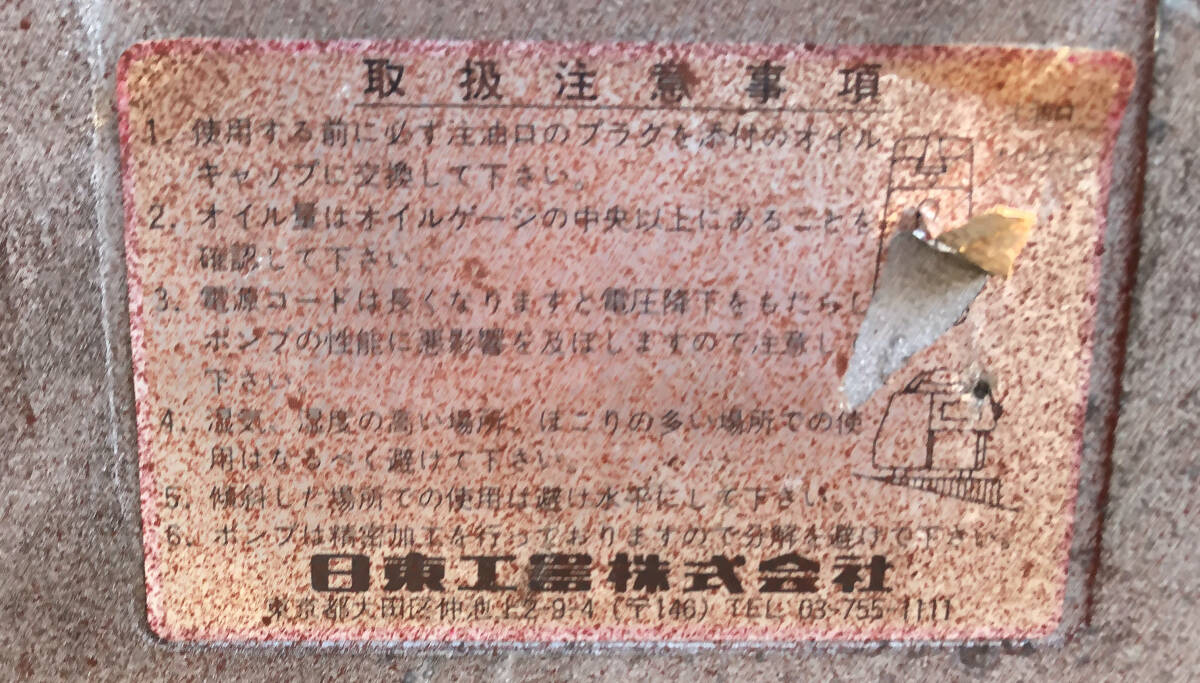 取扱注意事項
1. 使用する前に必ず注油口のプラグを添付のオイル
キャップに交換して下さい。
2. オイル量はオイルゲージの中央以上にあることを
確認して下さい。
3. 電源コードは長くなりますと電圧降下をもたらし
ポンプの性能に悪影響を及ぼしますので注意し
下さい。
4. 湿気、湿度の高い場所、ほこりの多い場所での使
用はなるべく避けて下さい。
5. 傾斜した場所での使用は避け水平にして下さい。
6. ポンプは精密加工を行っておりますので分解を避けて下さい。
日東工器株式会社
東京都大田区仲池上2-9-4 (〒146) TEL 03-755-1111